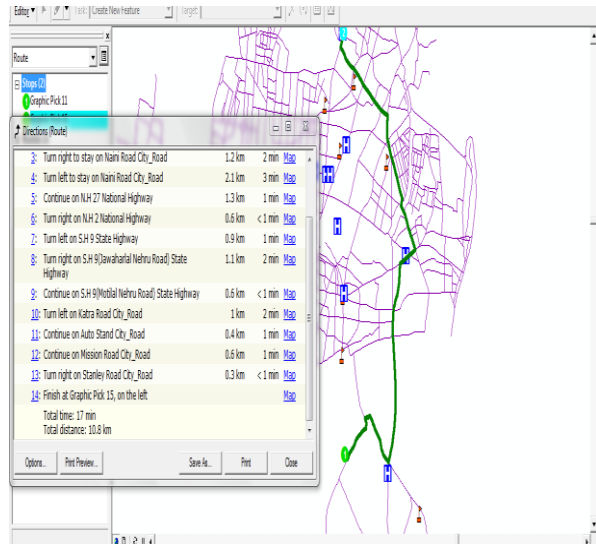 Editor Task: Create New Feature Target:
Route
Stops (2)
1 Graphic Pick 11
Directions (Route)
3: Turn right to stay on Naini Road City_Road 1.2 km 2 min Map
4: Turn left to stay on Naini Road City_Road 2.1 km 3 min Map
5: Continue on N.H 27 National Highway 1.3 km 1 min Map
6: Turn right on N.H 2 National Highway 0.6 km < 1 min Map
7: Turn left on S.H 9 State Highway 0.9 km 1 min Map
8: Turn right on S.H 9(Jawaharlal Nehru Road) State 1.1 km 2 min Map
Highway
9: Continue on S.H 9(Motilal Nehru Road) State Highway 0.6 km < 1 min Map
10: Turn left on Katra Road City_Road 1 km 2 min Map
11: Continue on Auto Stand City_Road 0.4 km 1 min Map
12: Continue on Mission Road City_Road 0.6 km 1 min Map
13: Turn right on Stanley Road City_Road 0.3 km < 1 min Map
14: Finish at Graphic Pick 15, on the left Map
Total time: 17 min
Total distance: 10.8 km
Options... Print Preview... Save As... Print Close
H
H
H
H
H
H
1
H